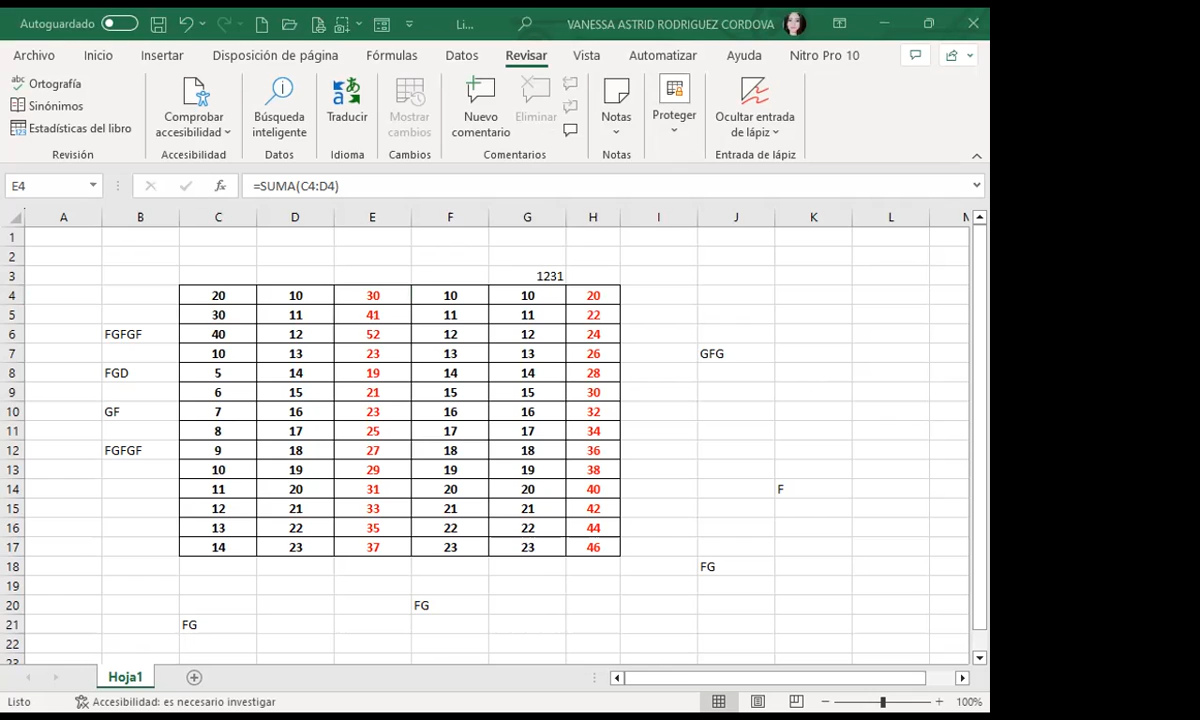 Autoguardado Li... VANESSA ASTRID RODRIGUEZ CORDOVA
Archivo Inicio Insertar Disposición de página Fórmulas Datos Revisar Vista Automatizar Ayuda Nitro Pro 10
abc Ortografía
Sinónimos
Estadísticas del libro
Revisión
Comprobar
accesibilidad
Accesibilidad
Búsqueda
inteligente
Datos
Traducir
Idioma
Mostrar
cambios
Cambios
Nuevo
comentario
Eliminar
Comentarios
Notas
Notas
Proteger
Ocultar entrada
de lápiz
Entrada de lápiz
E4 fx =SUMA(C4:D4)
A B C D E F G H I J K L M
1
2
3 1231
4 20 10 30 10 10 20
5 30 11 41 11 11 22
6 FGFGF 40 12 52 12 12 24
7 10 13 23 13 13 26 GFG
8 FGD 5 14 19 14 14 28
9 6 15 21 15 15 30
10 GF 7 16 23 16 16 32
11 8 17 25 17 17 34
12 FGFGF 9 18 27 18 18 36
13 10 19 29 19 19 38
14 11 20 31 20 20 40 F
15 12 21 33 21 21 42
16 13 22 35 22 22 44
17 14 23 37 23 23 46
18 FG
19
20 FG
21 FG
22
23
Hoja1
Listo Accesibilidad: es necesario investigar 100%